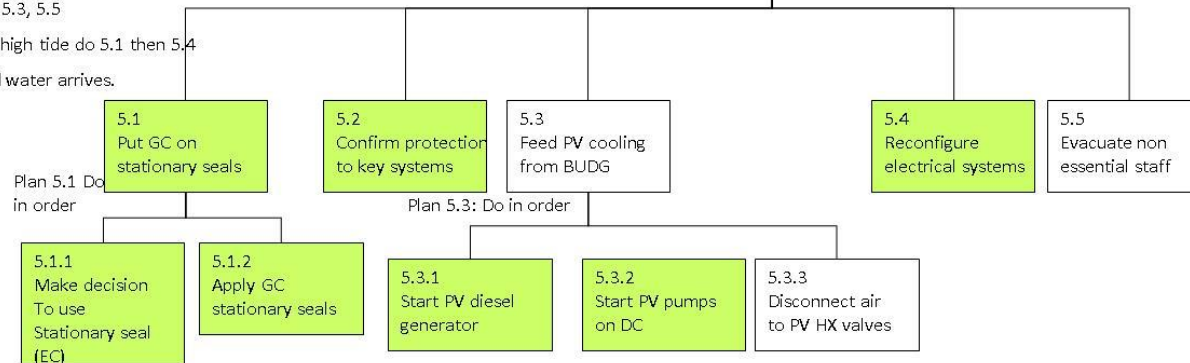 5.3, 5.5
high tide do 5.1 then 5.4
water arrives.
5.1
Put GC on
stationary seals
5.2
Confirm protection
to key systems
5.3
Feed PV cooling
from BUDG
5.4
Reconfigure
electrical systems
5.5
Evacuate non
essential staff
Plan 5.1 Do
in order
Plan 5.3: Do in order
5.1.1
Make decision
To use
Stationary seal
(EC)
5.1.2
Apply GC
stationary seals
5.3.1
Start PV diesel
generator
5.3.2
Start PV pumps
on DC
5.3.3
Disconnect air
to PV HX valves